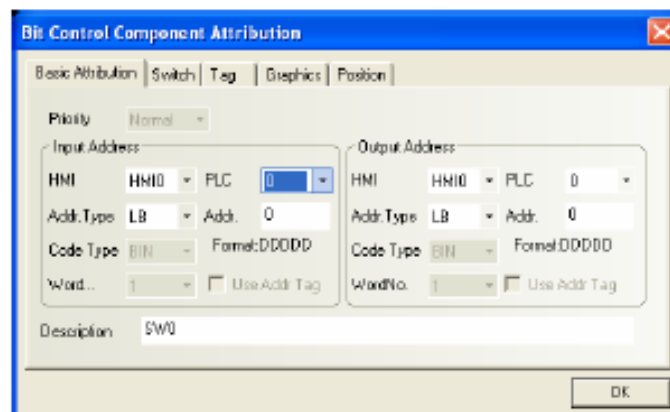 Bit Control Component Attribution
Basic Attribution Switch Tag Graphics Position
Priority Normal
Input Address
HMI HMI0 PLC 0
Addr.Type LB Addr. 0
Code Type BIN Format:DDDDD
Word... 1 Use Addr Tag
Output Address
HMI HMI0 PLC 0
Addr.Type LB Addr. 0
Code Type BIN Format:DDDDD
WordNo. 1 Use Addr Tag
Description SW0
OK